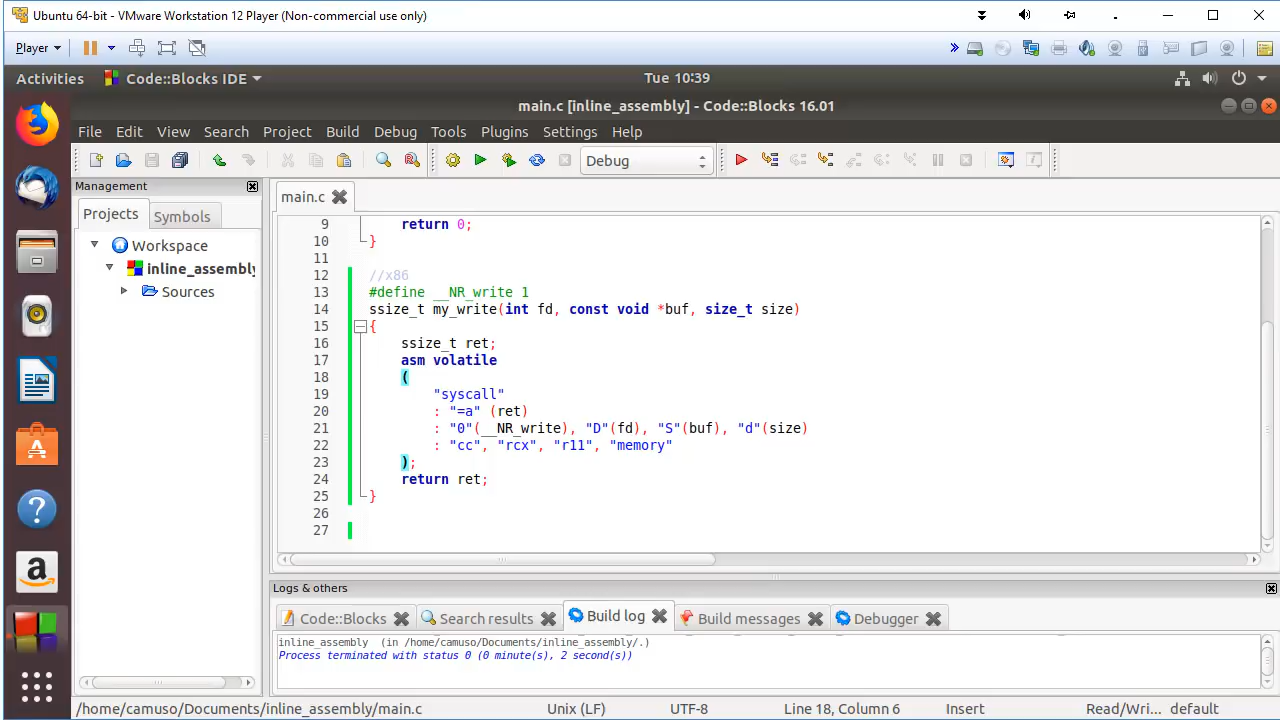 Ubuntu 64-bit - VMware Workstation 12 Player (Non-commercial use only)
Player
Activities Code::Blocks IDE Tue 10:39
main.c [inline_assembly] - Code::Blocks 16.01
File Edit View Search Project Build Debug Tools Plugins Settings Help
Debug
Management
main.c
Projects Symbols
Workspace
inline_assembly
Sources
9 return 0;
10 }
11
12 //x86
13 #define __NR_write 1
14 ssize_t my_write(int fd, const void *buf, size_t size)
15 {
16 ssize_t ret;
17 asm volatile
18 (
19 "syscall"
20 : "=a" (ret)
21 : "0"(__NR_write), "D"(fd), "S"(buf), "d"(size)
22 : "cc", "rcx", "r11", "memory"
23 );
24 return ret;
25 }
26
27
Logs & others
Code::Blocks Search results Build log Build messages Debugger
inline_assembly (in /home/camuso/Documents/inline_assembly/.)
Process terminated with status 0 (0 minute(s), 2 second(s))
/home/camuso/Documents/inline_assembly/main.c Unix (LF) UTF-8 Line 18, Column 6 Insert Read/Wri... default